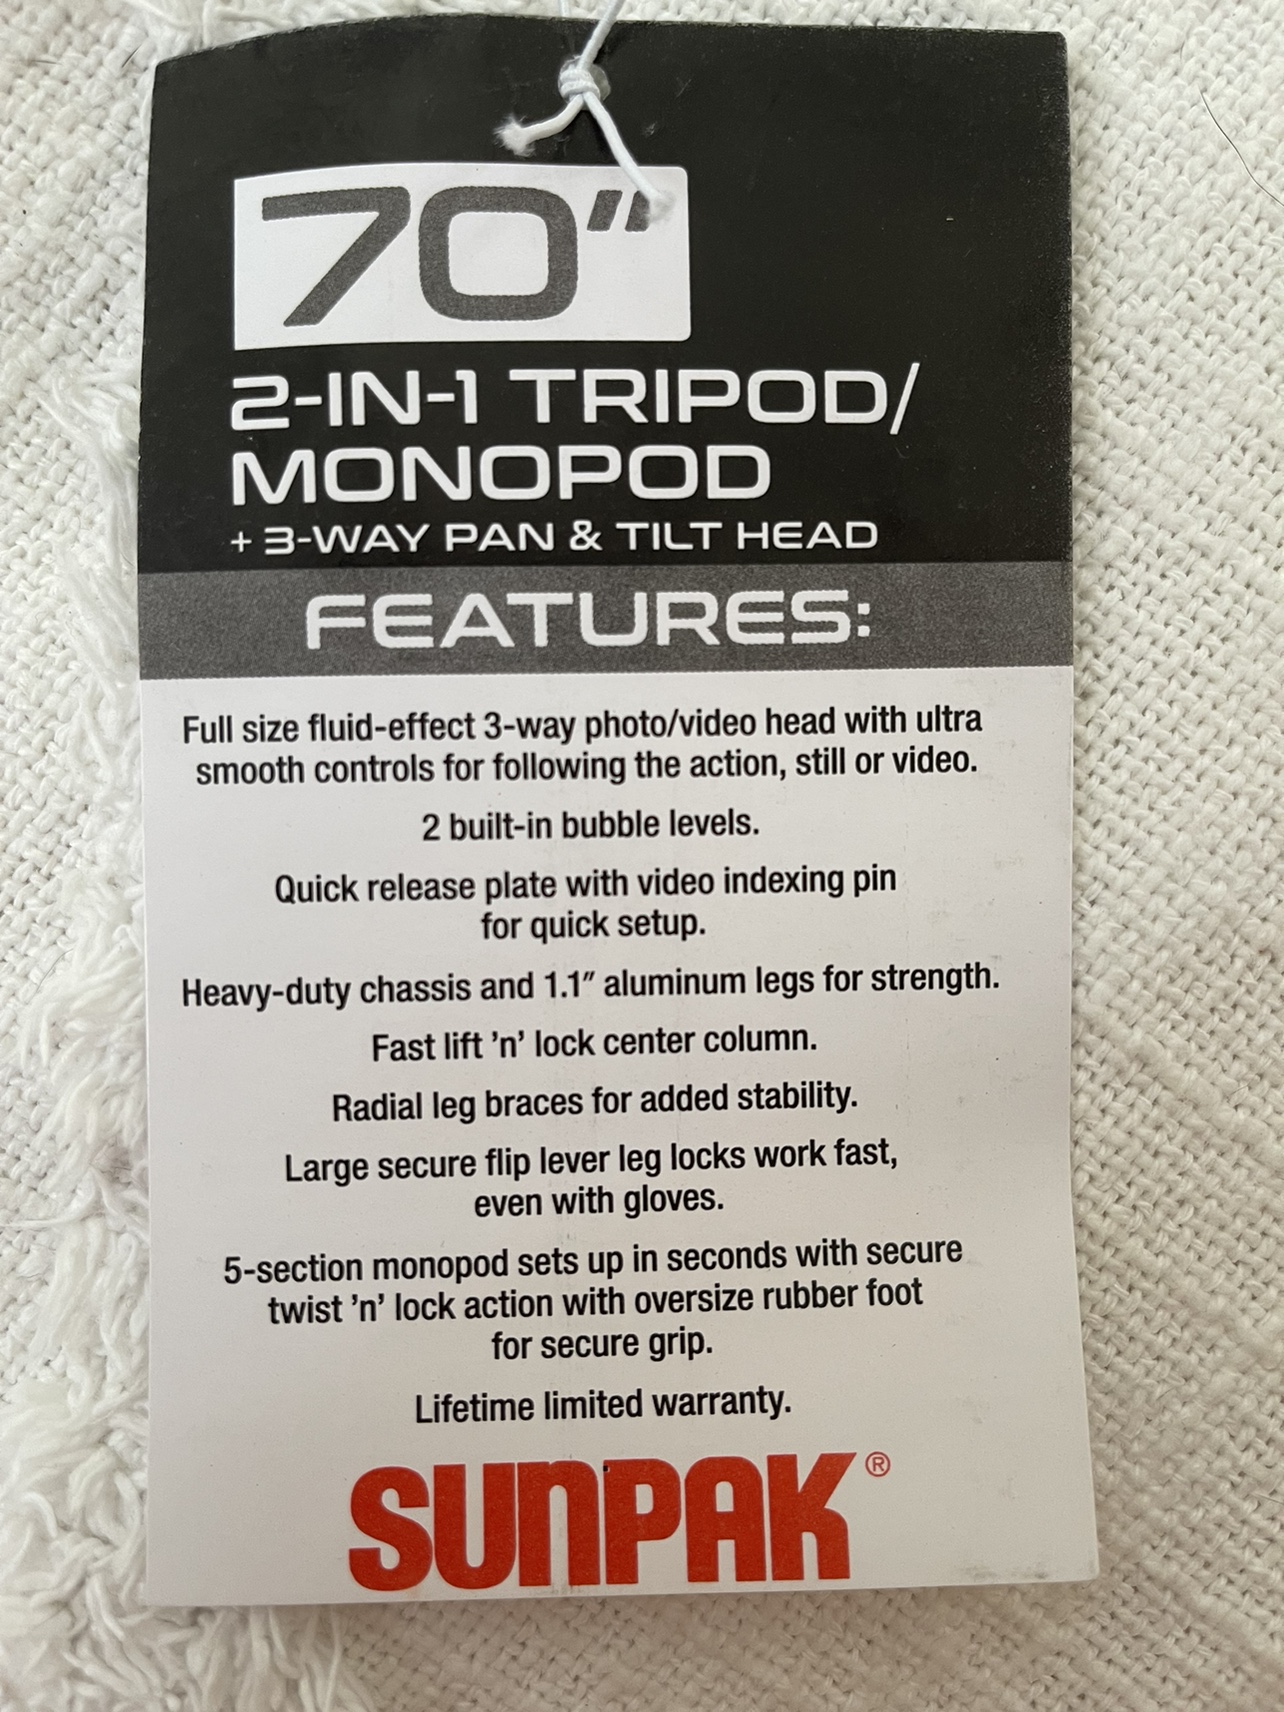 70"
2-IN-1 TRIPOD/
MONOPOD
+ 3-WAY PAN & TILT HEAD
FEATURES:
Full size fluid-effect 3-way photo/video head with ultra
smooth controls for following the action, still or video.
2 built-in bubble levels.
Quick release plate with video indexing pin
for quick setup.
Heavy-duty chassis and 1.1" aluminum legs for strength.
Fast lift ’n’ lock center column.
Radial leg braces for added stability.
Large secure flip lever leg locks work fast,
even with gloves.
5-section monopod sets up in seconds with secure
twist ’n’ lock action with oversize rubber foot
for secure grip.
Lifetime limited warranty.
SUNPAK®